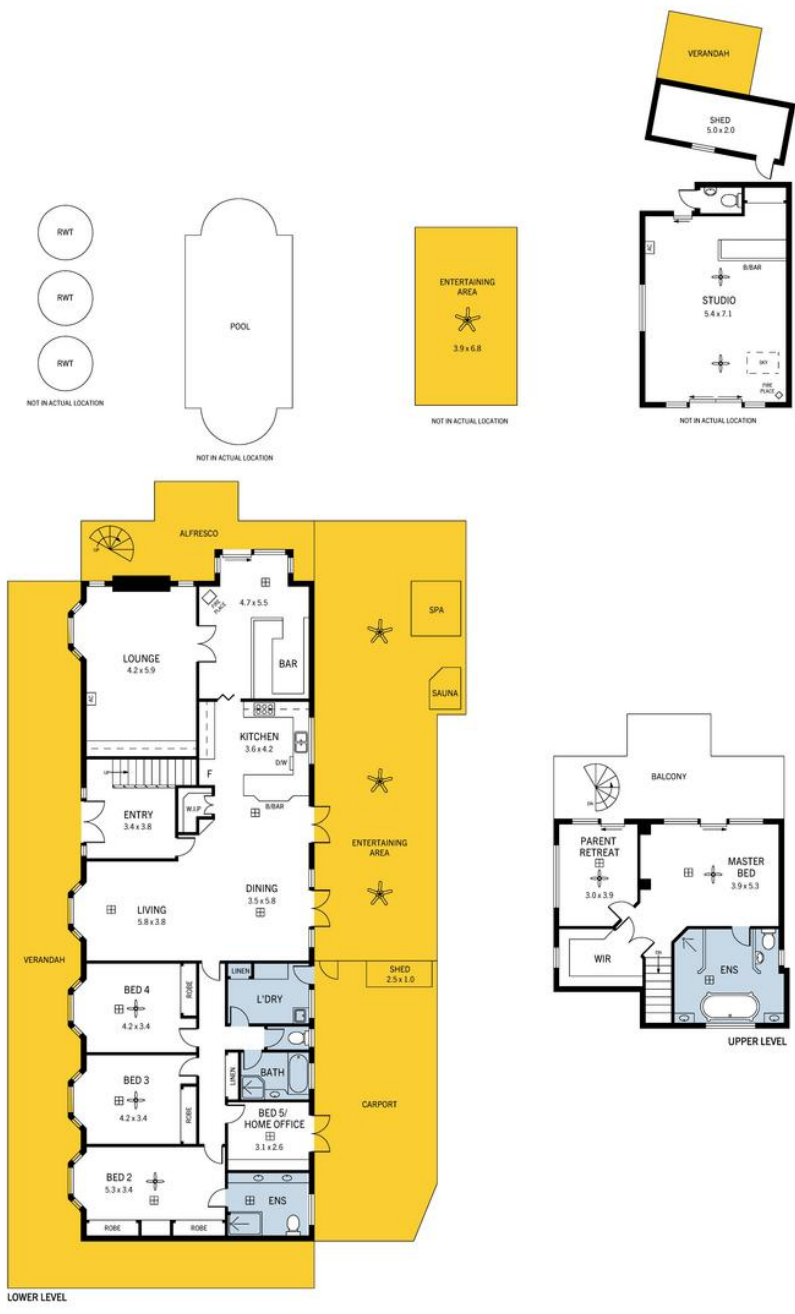 VERANDAH
SHED
5.0 x 2.0
RWT
RWT
RWT
NOT IN ACTUAL LOCATION
POOL
NOT IN ACTUAL LOCATION
ENTERTAINING
AREA
3.9 x 6.8
NOT IN ACTUAL LOCATION
AC
B/BAR
STUDIO
5.4 x 7.1
SKY
FIRE
PLACE
NOT IN ACTUAL LOCATION
ALFRESCO
UP
FIRE
PLACE
4.7 x 5.5
BAR
LOUNGE
4.2 x 5.9
AC
SPA
SAUNA
KITCHEN
3.6 x 4.2
D/W
F
B/BAR
UP
W.I.P
ENTRY
3.4 x 3.8
ENTERTAINING
AREA
DINING
3.5 x 5.8
LIVING
5.8 x 3.8
VERANDAH
BED 4
4.2 x 3.4
ROBE
LINEN
L'DRY
SHED
2.5 x 1.0
BED 3
4.2 x 3.4
ROBE
LINEN
BATH
CARPORT
BED 5/
HOME OFFICE
3.1 x 2.6
BED 2
5.3 x 3.4
ROBE
ROBE
ENS
LOWER LEVEL
BALCONY
DN
PARENT
RETREAT
3.0 x 3.9
MASTER
BED
3.9 x 5.3
WIR
DN
ENS
UPPER LEVEL